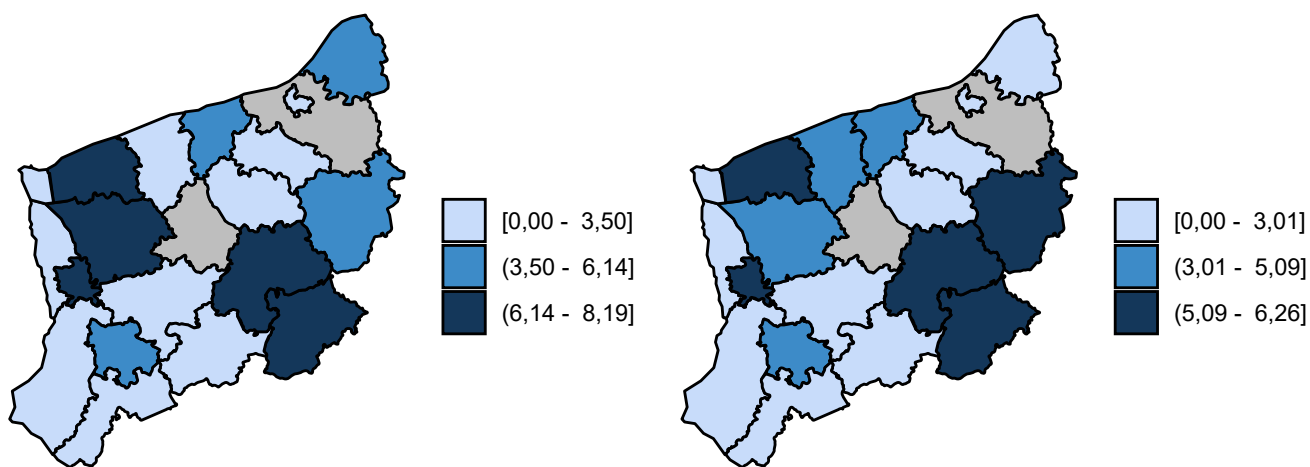 [0,00 - 3,50]
(3,50 - 6,14]
(6,14 - 8,19]
[0,00 - 3,01]
(3,01 - 5,09]
(5,09 - 6,26]